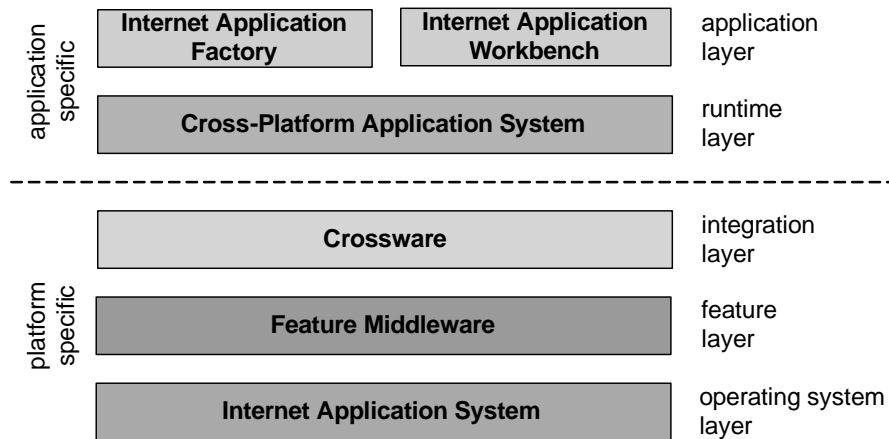 application
specific
Internet Application
Factory
Internet Application
Workbench
application
layer
Cross-Platform Application System
runtime
layer
platform
specific
Crossware
integration
layer
Feature Middleware
feature
layer
Internet Application System
operating system
layer